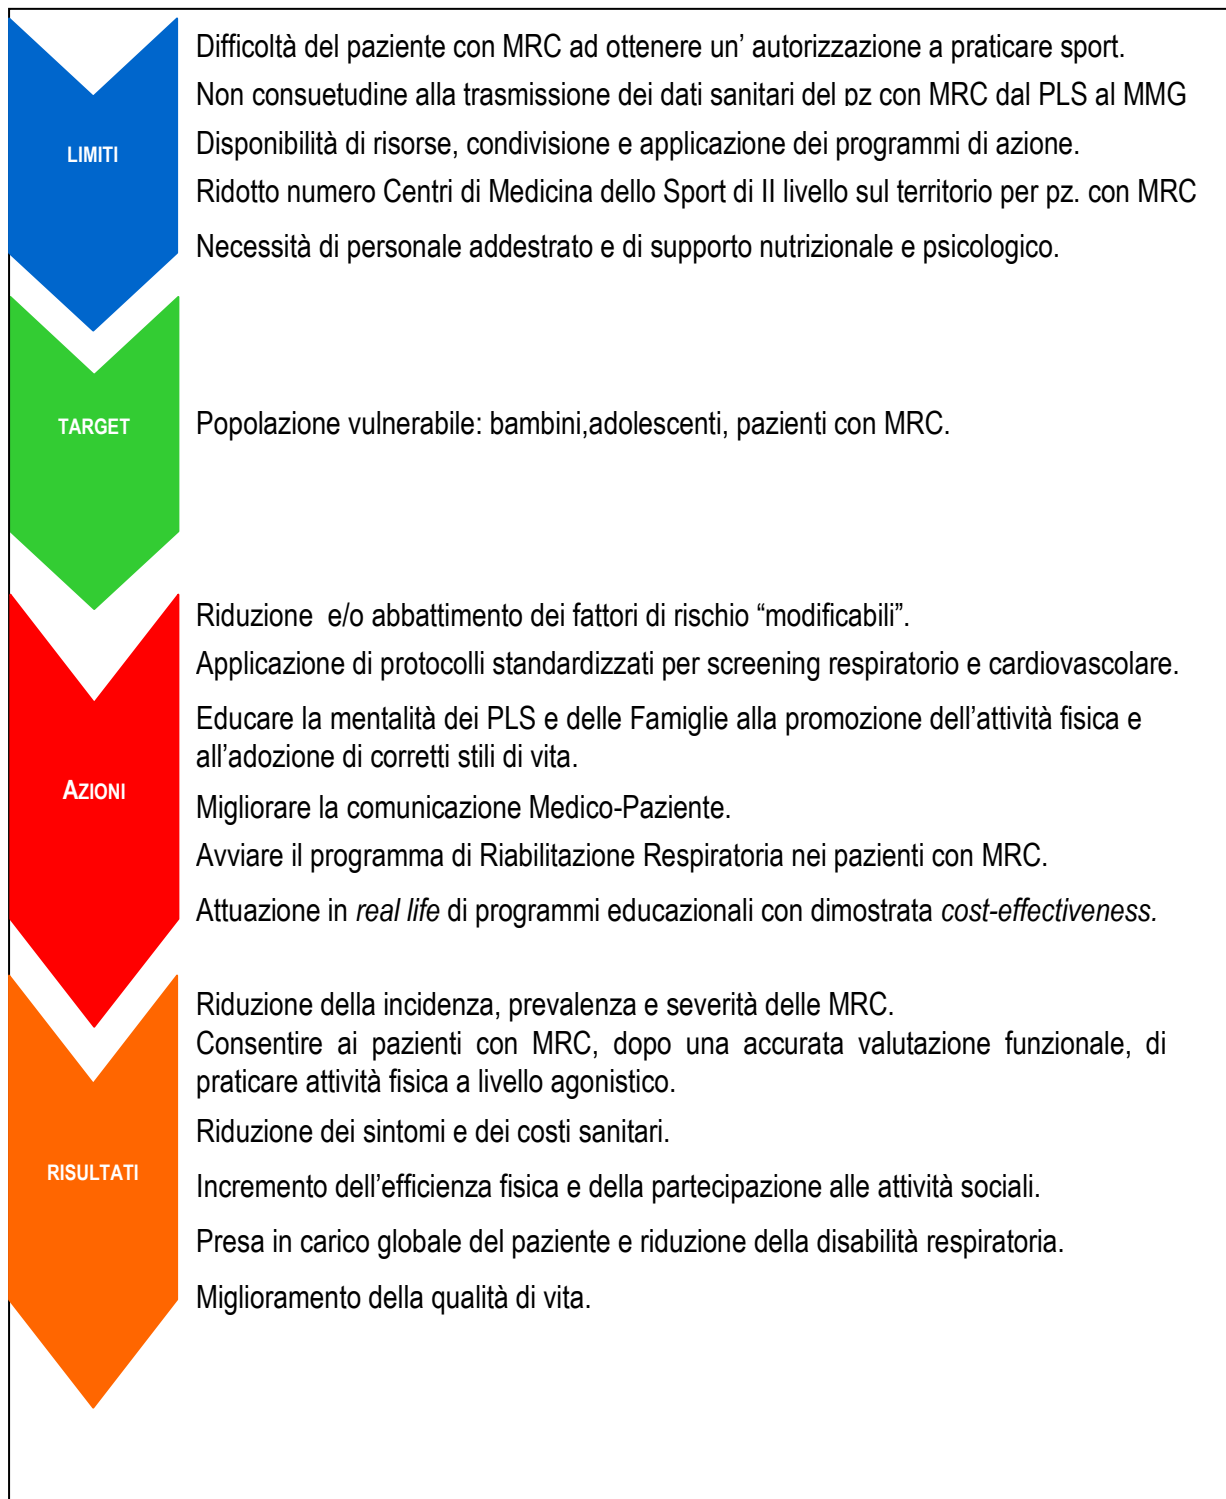 Difficoltà del paziente con MRC ad ottenere un’ autorizzazione a praticare sport.
Non consuetudine alla trasmissione dei dati sanitari del pz con MRC dal PLS al MMG
LIMITI
Disponibilità di risorse, condivisione e applicazione dei programmi di azione.
Ridotto numero Centri di Medicina dello Sport di II livello sul territorio per pz. con MRC
Necessità di personale addestrato e di supporto nutrizionale e psicologico.
TARGET
Popolazione vulnerabile: bambini,adolescenti, pazienti con MRC.
Riduzione e/o abbattimento dei fattori di rischio “modificabili”.
Applicazione di protocolli standardizzati per screening respiratorio e cardiovascolare.
Educare la mentalità dei PLS e delle Famiglie alla promozione dell’attività fisica e
all’adozione di corretti stili di vita.
AZIONI
Migliorare la comunicazione Medico-Paziente.
Avviare il programma di Riabilitazione Respiratoria nei pazienti con MRC.
Attuazione in real life di programmi educazionali con dimostrata cost-effectiveness.
Riduzione della incidenza, prevalenza e severità delle MRC.
Consentire ai pazienti con MRC, dopo una accurata valutazione funzionale, di
praticare attività fisica a livello agonistico.
Riduzione dei sintomi e dei costi sanitari.
RISULTATI
Incremento dell’efficienza fisica e della partecipazione alle attività sociali.
Presa in carico globale del paziente e riduzione della disabilità respiratoria.
Miglioramento della qualità di vita.